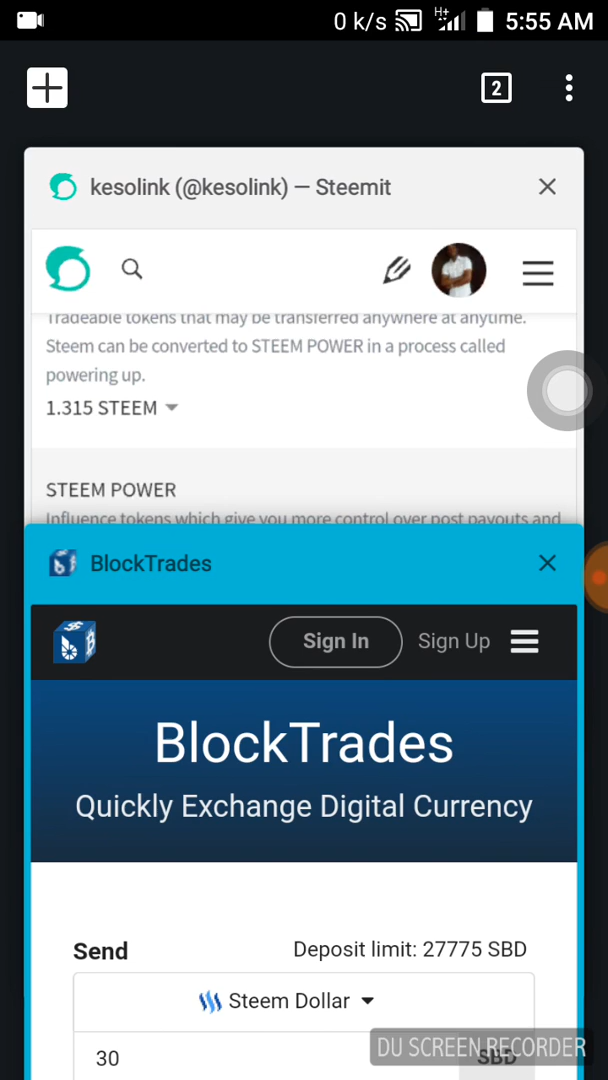 0 k/s H+ 5:55 AM
2
kesolink (@kesolink) — Steemit
Tradeable tokens that may be transferred anywhere at anytime.
Steem can be converted to STEEM POWER in a process called
powering up.
1.315 STEEM
STEEM POWER
Influence tokens which give you more control over post payouts and
BlockTrades
Sign In Sign Up
BlockTrades
Quickly Exchange Digital Currency
Send Deposit limit: 27775 SBD
Steem Dollar
30 SBD
DU SCREEN RECORDER